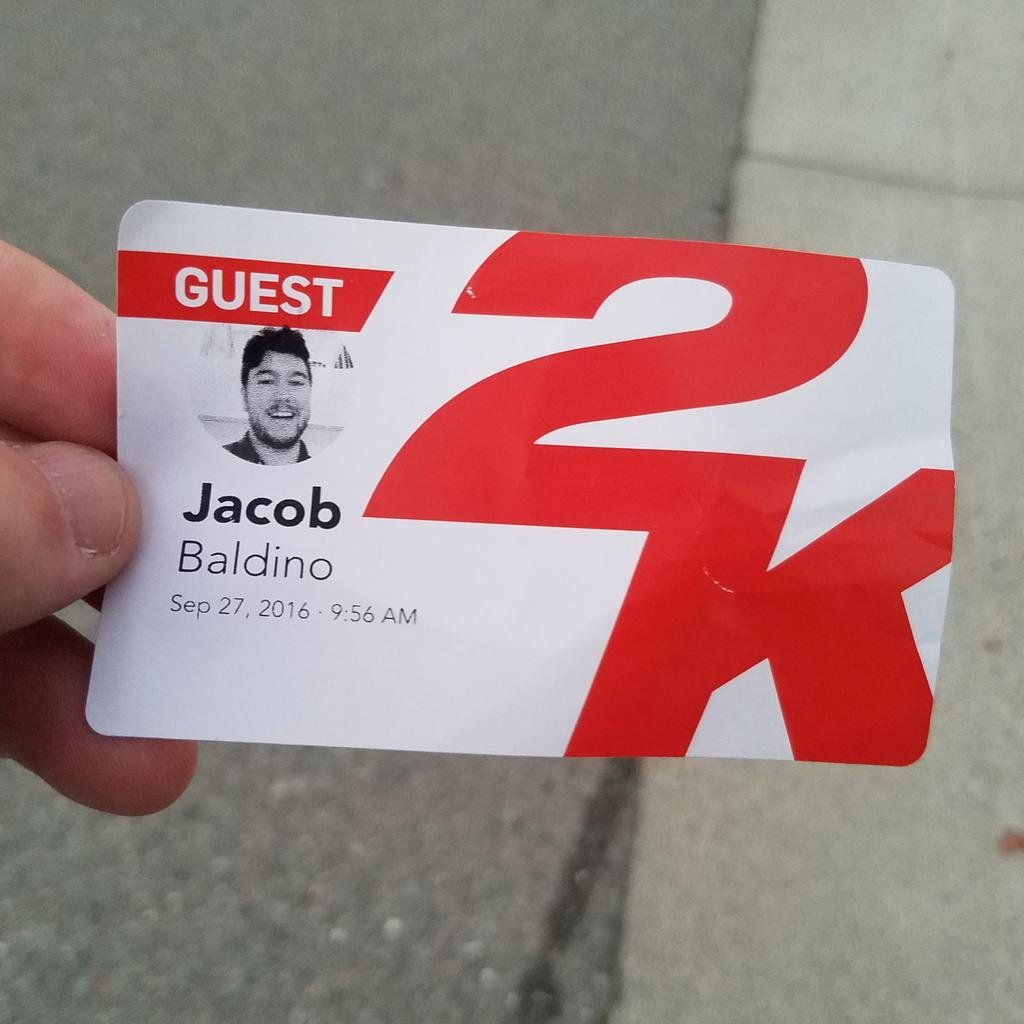 GUEST
2K
Jacob
Baldino
Sep 27, 2016 · 9:56 AM